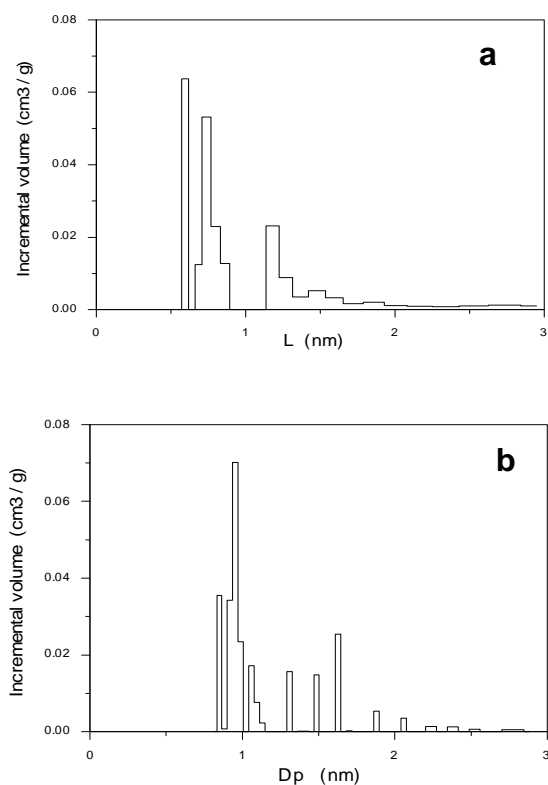 0.08
a
0.06
0.04
0.02
0.00
Incremental volume (cm3 / g)
0 1 2 3
L (nm)
0.08
b
0.06
0.04
0.02
0.00
Incremental volume (cm3 / g)
0 1 2 3
Dp (nm)